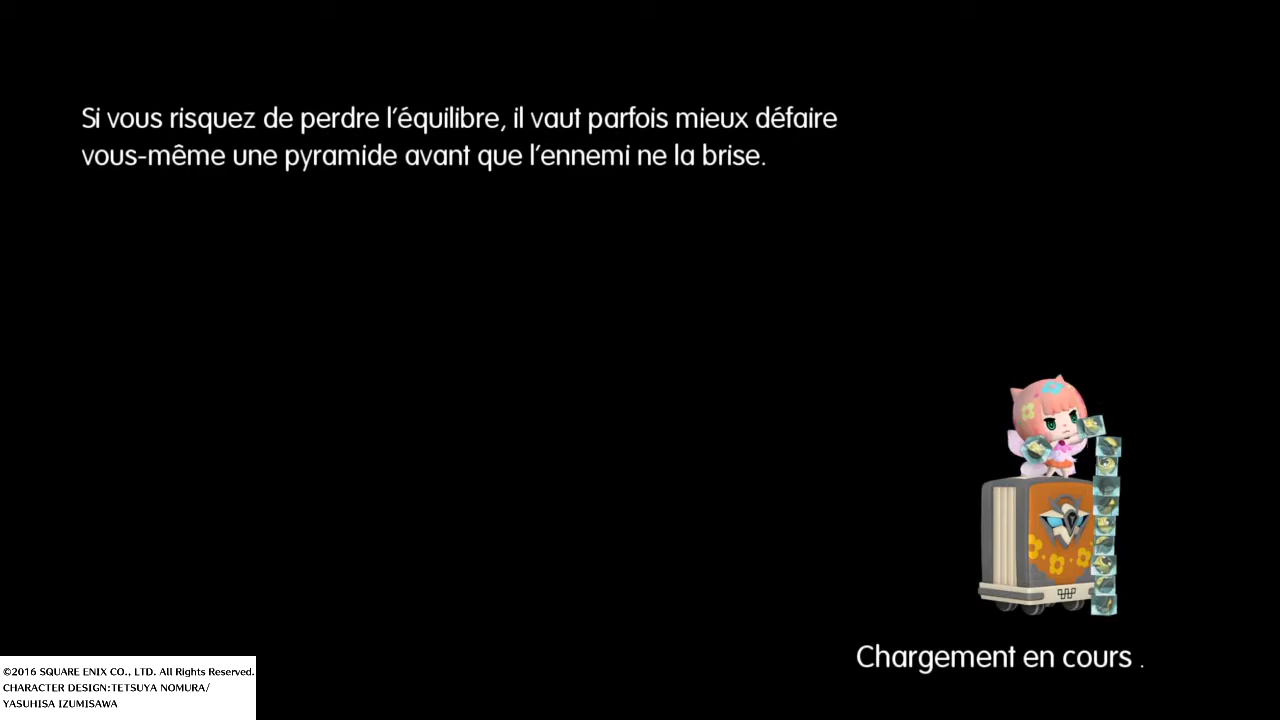 Si vous risquez de perdre l'équilibre, il vaut parfois mieux défaire
vous-même une pyramide avant que l'ennemi ne la brise.
Chargement en cours .
©2016 SQUARE ENIX CO., LTD. All Rights Reserved.
CHARACTER DESIGN:TETSUYA NOMURA/
YASUHISA IZUMISAWA